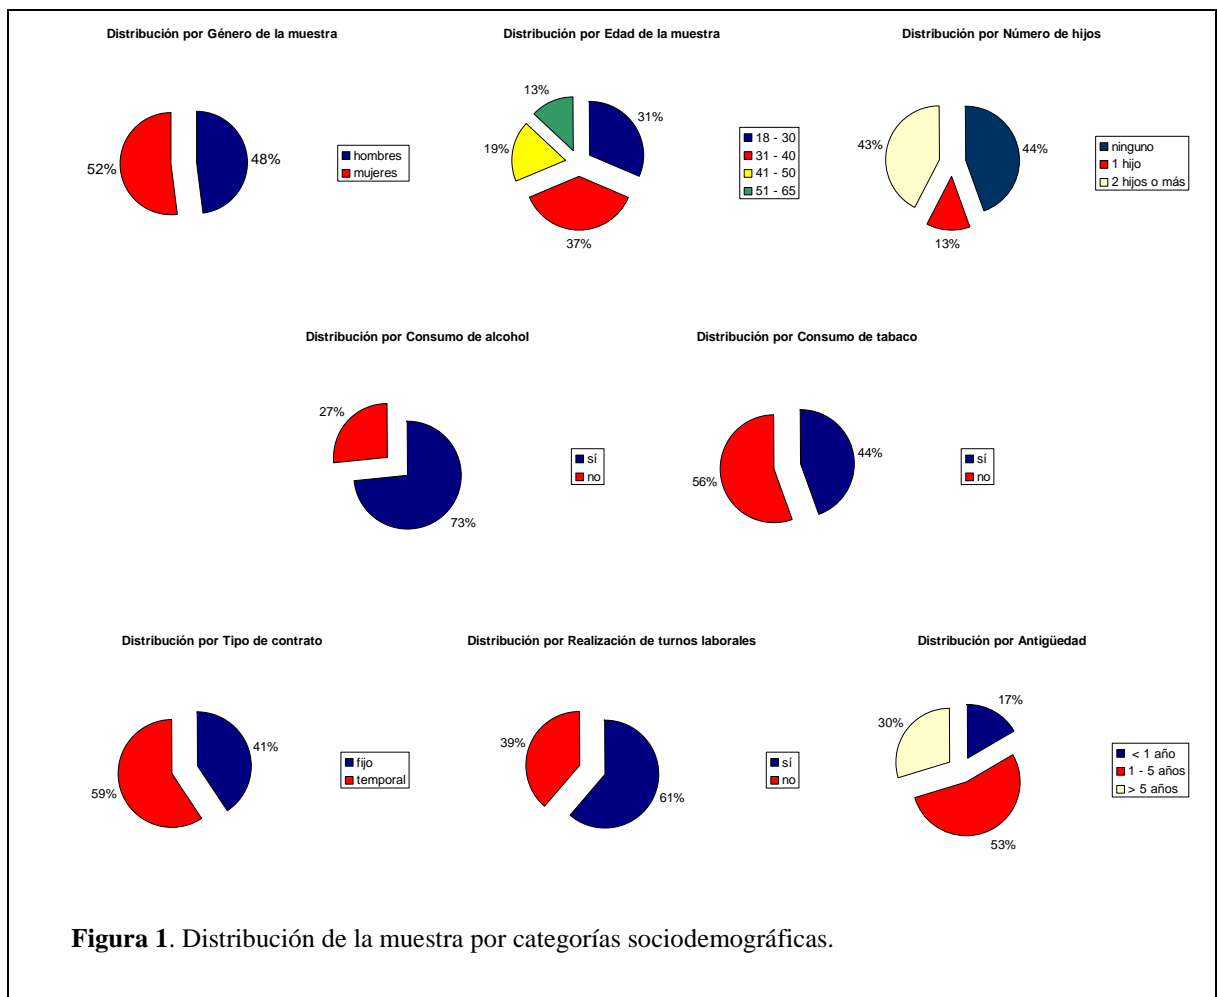 Distribución por Género de la muestra
52%
48%
hombres
mujeres
Distribución por Edad de la muestra
13%
31%
19%
37%
18 - 30
31 - 40
41 - 50
51 - 65
Distribución por Número de hijos
43%
44%
13%
ninguno
1 hijo
2 hijos o más
Distribución por Consumo de alcohol
27%
73%
sí
no
Distribución por Consumo de tabaco
44%
56%
sí
no
Distribución por Tipo de contrato
41%
59%
fijo
temporal
Distribución por Realización de turnos laborales
39%
61%
sí
no
Distribución por Antigüedad
17%
30%
53%
< 1 año
1 - 5 años
> 5 años
Figura 1. Distribución de la muestra por categorías sociodemográficas.